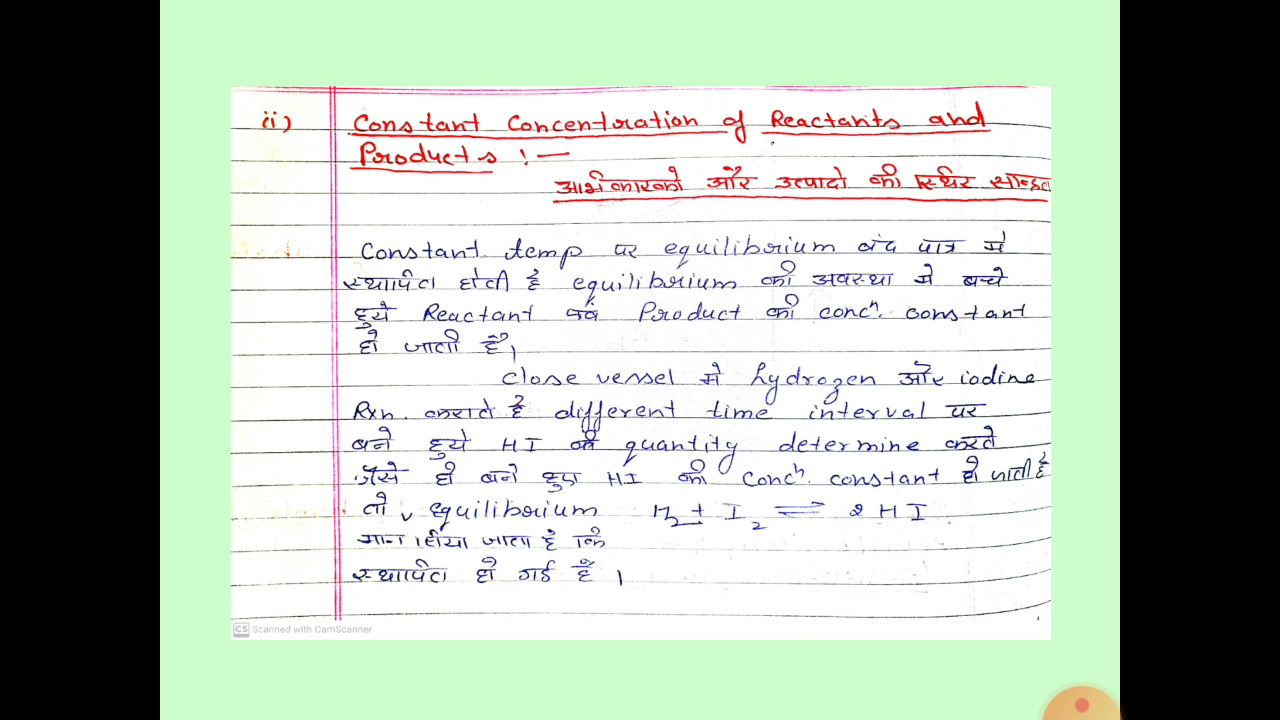 ii) Constant Concentration of Reactants and
Products :—
अभिकारको और उत्पादो की स्थिर सान्द्रता
Constant temp पर equilibrium बंद पात्र मे
स्थापित होती है equilibrium की अवस्था मे बच्चे
हुये Reactant एवं Product की concⁿ. constant
हो जाती है।
close vessel मे hydrogen और iodine
Rxn. कराते है different time interval पर
बने हुये HI की quantity determine करते
जैसे ही बने हुए HI की Concⁿ. constant हो जाती है
तो ˬ equilibrium H₂ + I₂ ⇌ 2HI
मान लिया जाता है कि
स्थापित हो गई है ।
CS Scanned with CamScanner